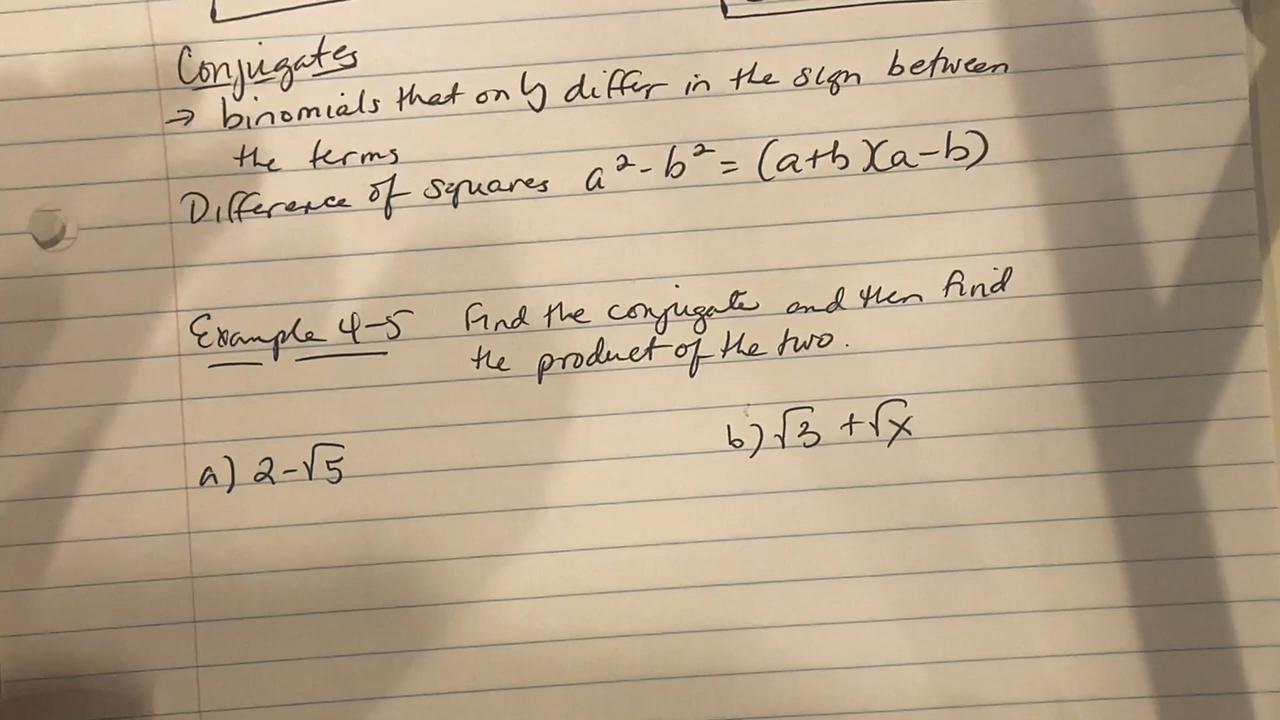 Conjugates
→ binomials that only differ in the sign between
the terms
Difference of squares a² - b² = (a+b)(a-b)
Example 4-5 Find the conjugate and then find
the product of the two.
a) 2-√5
b) √3 + √x